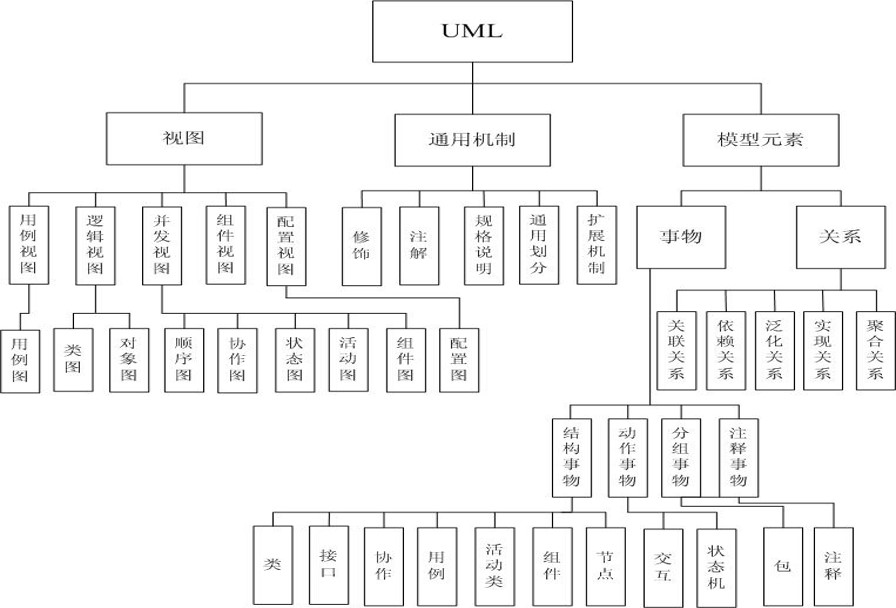 UML
视图
通用机制
模型元素
用例视图
逻辑视图
并发视图
组件视图
配置视图
修饰
注解
规格说明
通用划分
扩展机制
事物
关系
用例图
类图
对象图
顺序图
协作图
状态图
活动图
组件图
配置图
关联关系
依赖关系
泛化关系
实现关系
聚合关系
结构事物
动作事物
分组事物
注释事物
类
接口
协作
用例
活动类
组件
节点
交互
状态机
包
注释